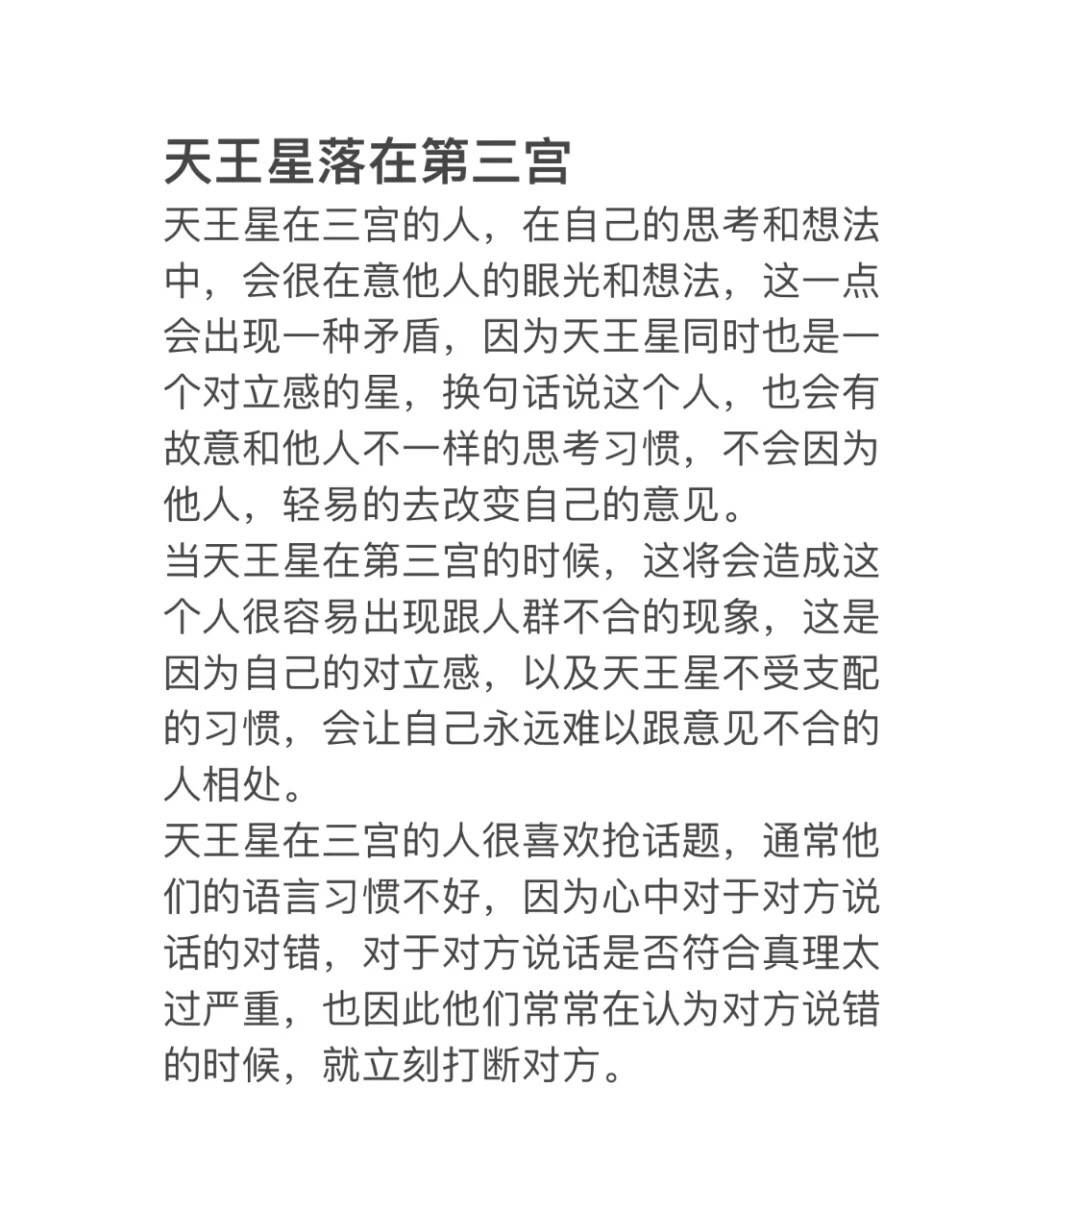 天王星落在第三宫
天王星在三宫的人，在自己的思考和想法
中，会很在意他人的眼光和想法，这一点
会出现一种矛盾，因为天王星同时也是一
个对立感的星，换句话说这个人，也会有
故意和他人不一样的思考习惯，不会因为
他人，轻易的去改变自己的意见。
当天王星在第三宫的时候，这将会造成这
个人很容易出现跟人群不合的现象，这是
因为自己的对立感，以及天王星不受支配
的习惯，会让自己永远难以跟意见不合的
人相处。
天王星在三宫的人很喜欢抢话题，通常他
们的语言习惯不好，因为心中对于对方说
话的对错，对于对方说话是否符合真理太
过严重，也因此他们常常在认为对方说错
的时候，就立刻打断对方。